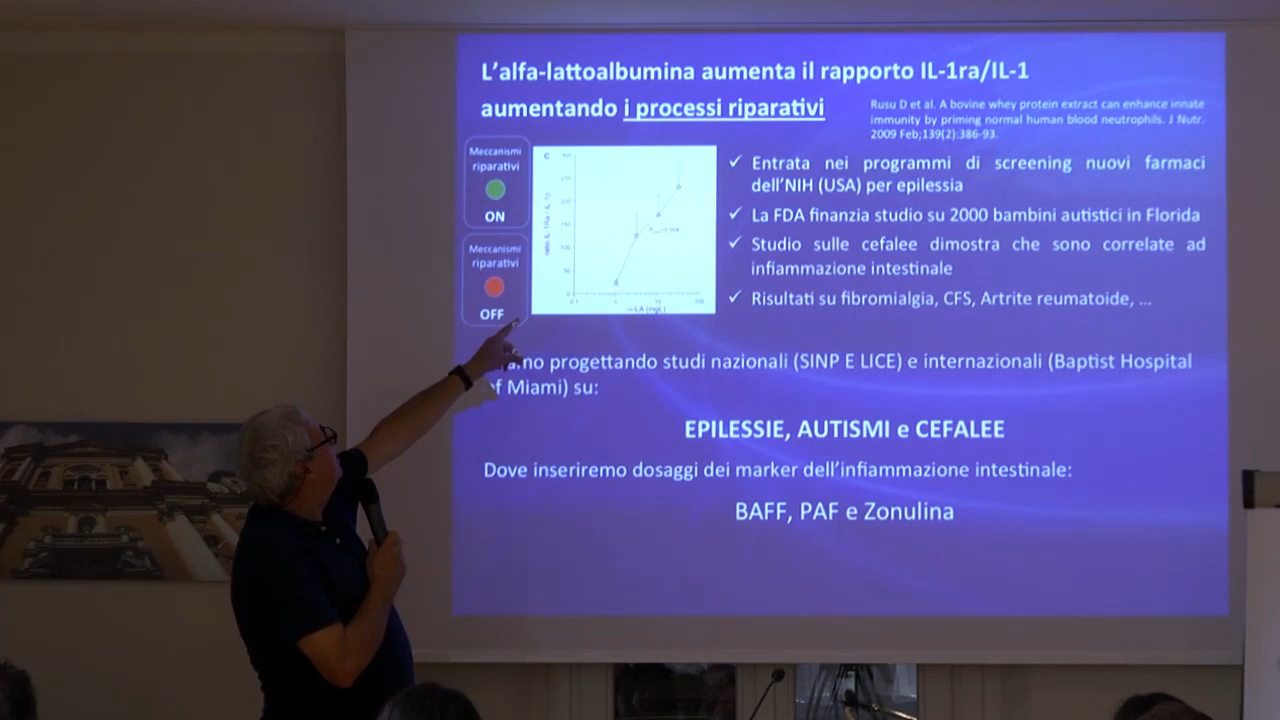 L'alfa-lattoalbumina aumenta il rapporto IL-1ra/IL-1
aumentando i processi riparativi
Rusu D et al. A bovine whey protein extract can enhance innate
immunity by priming normal human blood neutrophils. J Nutr.
2009 Feb;139(2):386-93.
Meccanismi
riparativi
ON
Meccanismi
riparativi
OFF
C
✓ Entrata nei programmi di screening nuovi farmaci
dell'NIH (USA) per epilessia
✓ La FDA finanzia studio su 2000 bambini autistici in Florida
✓ Studio sulle cefalee dimostra che sono correlate ad
infiammazione intestinale
✓ Risultati su fibromialgia, CFS, Artrite reumatoide, ...
progettando studi nazionali (SINP E LICE) e internazionali (Baptist Hospital
of Miami) su:
EPILESSIE, AUTISMI e CEFALEE
Dove inseriremo dosaggi dei marker dell'infiammazione intestinale:
BAFF, PAF e Zonulina